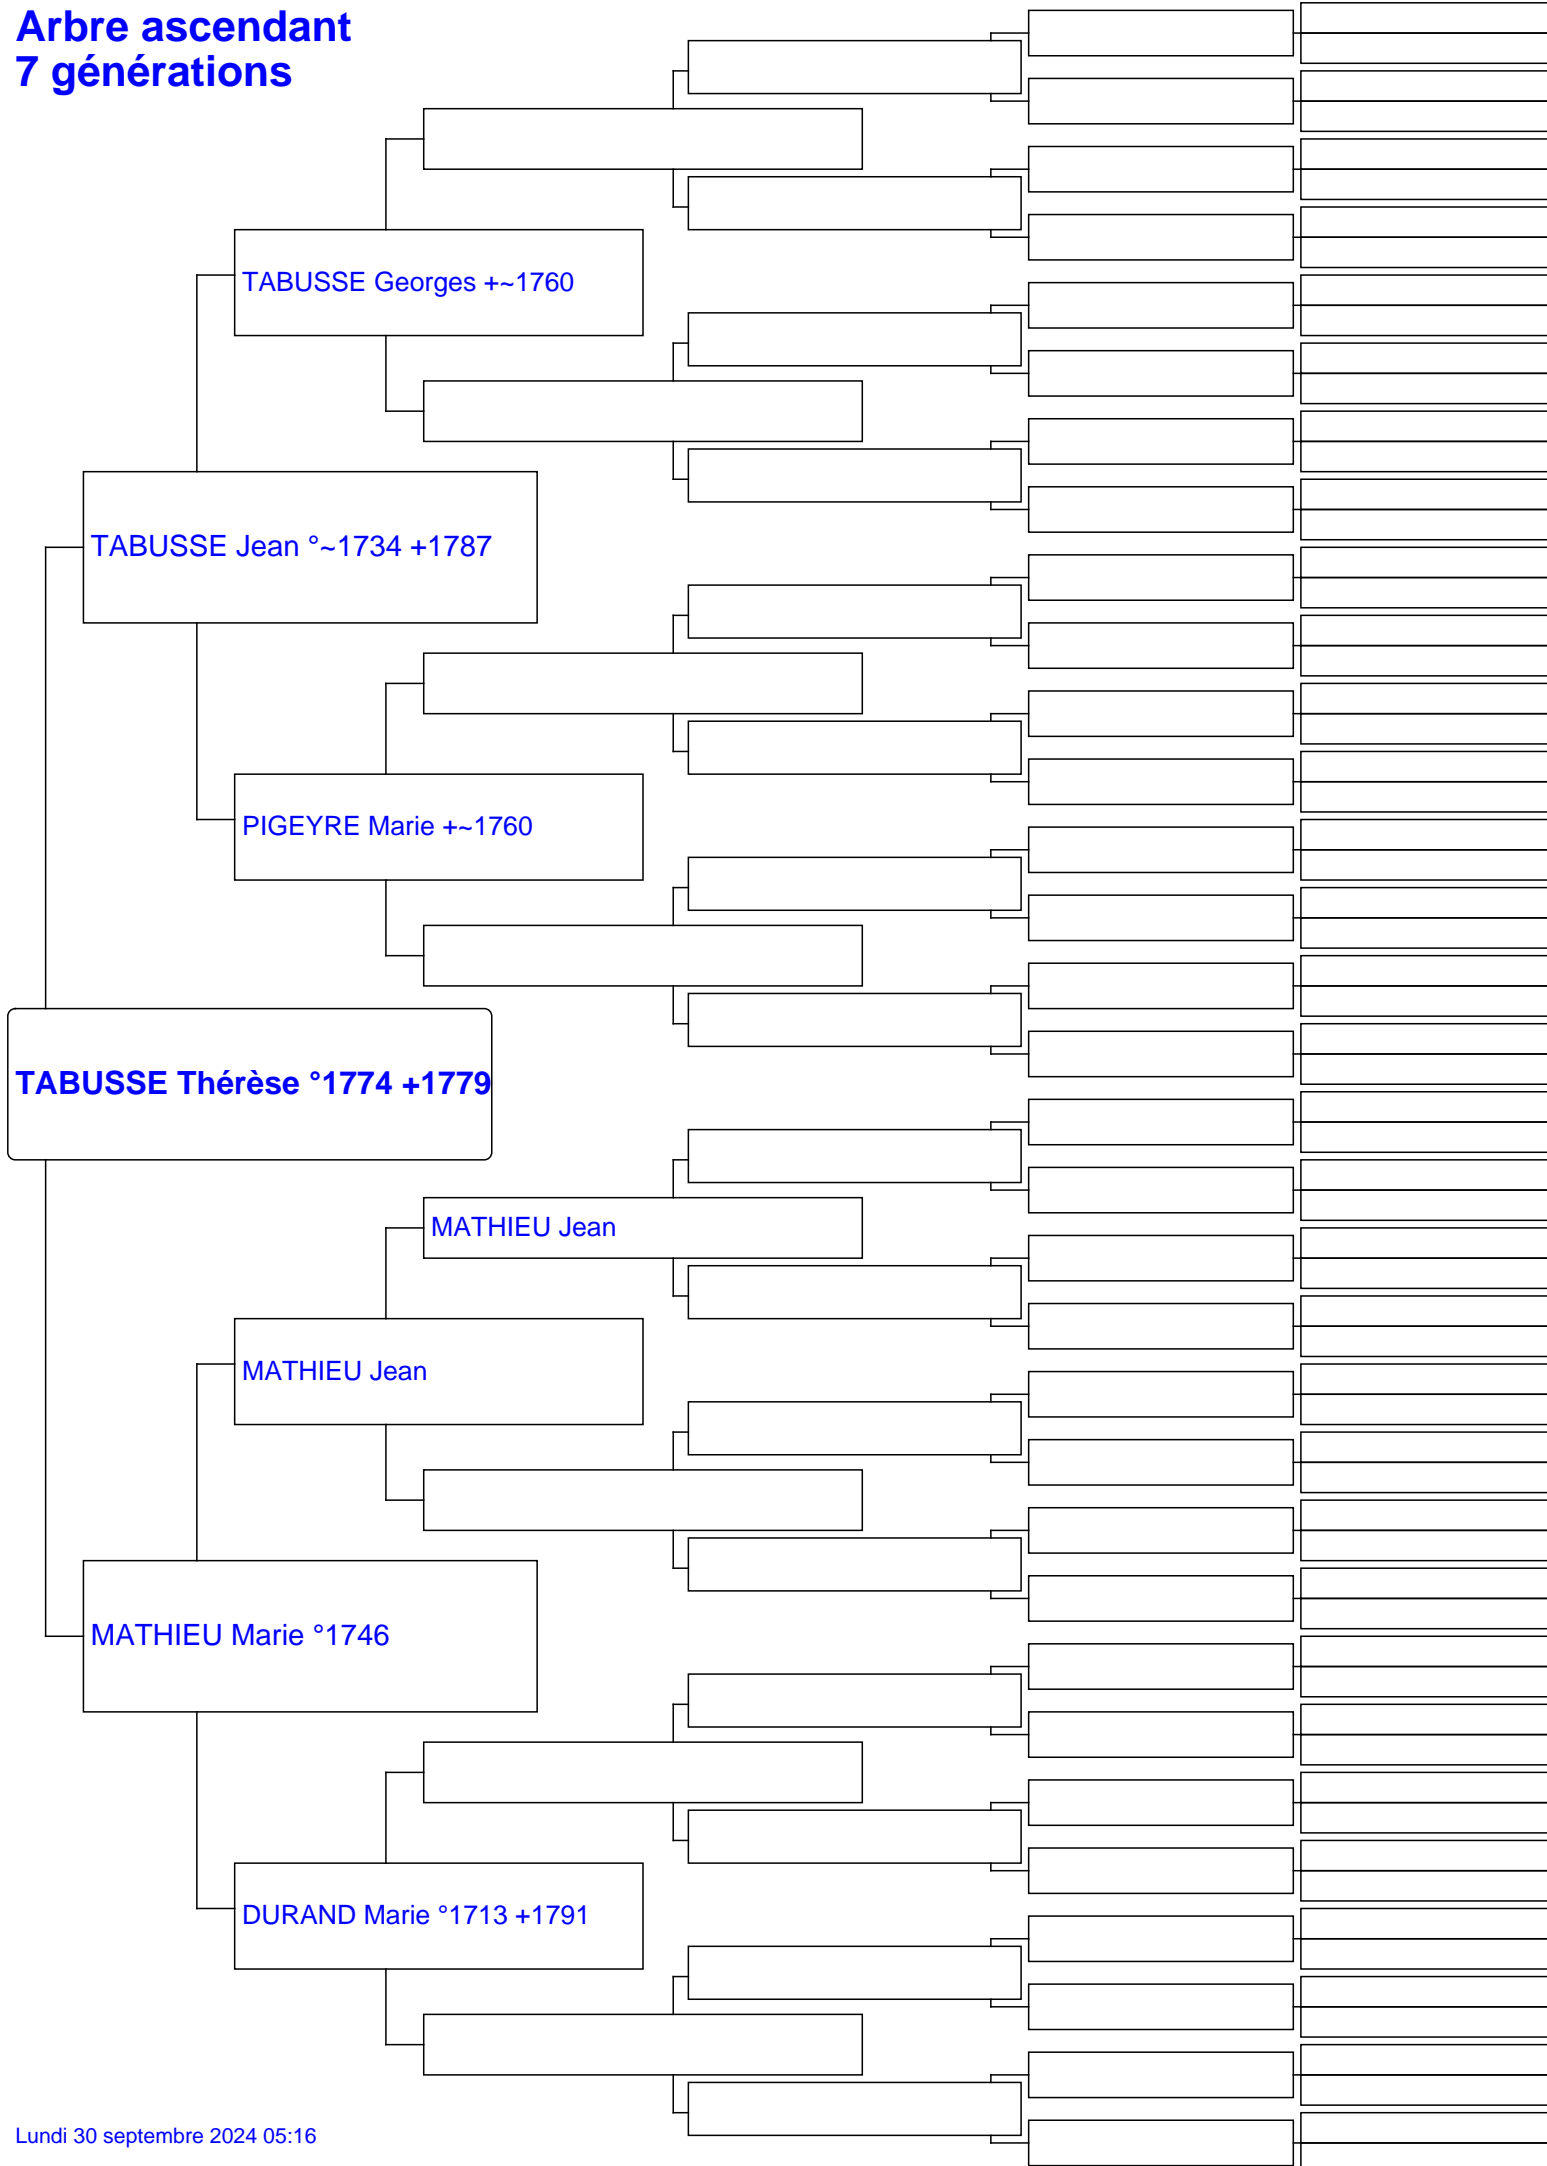 Arbre ascendant
7 générations
TABUSSE Georges +~1760
TABUSSE Jean °~1734 +1787
PIGEYRE Marie +~1760
TABUSSE Thérèse °1774 +1779
MATHIEU Jean
MATHIEU Jean
MATHIEU Marie °1746
DURAND Marie °1713 +1791
Lundi 30 septembre 2024 05:16